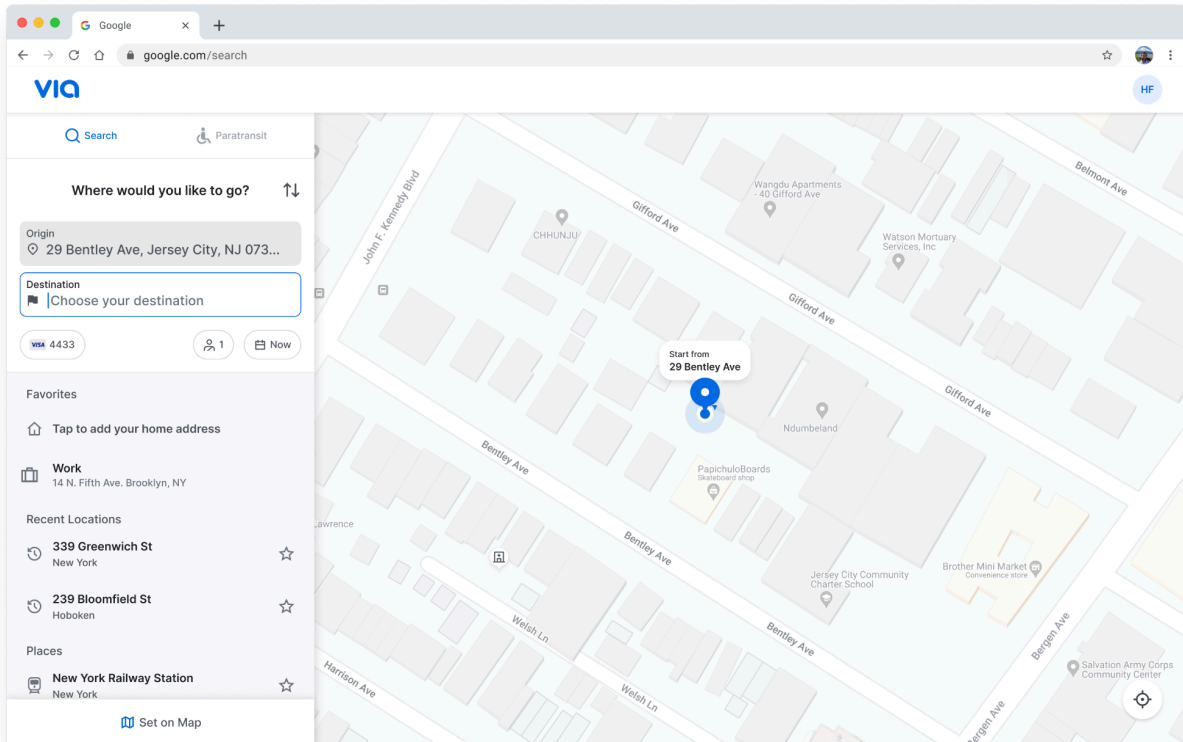 Google
google.com/search
VIA
HF
Search
Paratransit
Where would you like to go?
Origin
29 Bentley Ave, Jersey City, NJ 073...
Destination
Choose your destination
VISA 4433
1
Now
Favorites
Tap to add your home address
Work
14 N. Fifth Ave. Brooklyn, NY
Recent Locations
339 Greenwich St
New York
239 Bloomfield St
Hoboken
Places
New York Railway Station
New York
Set on Map
John F. Kennedy Blvd
CHHUNJU
Gifford Ave
Wangdu Apartments
- 40 Gifford Ave
Belmont Ave
Watson Mortuary
Services, Inc
Gifford Ave
Start from
29 Bentley Ave
Gifford Ave
Ndumbeland
Bentley Ave
PapichuloBoards
Skateboard shop
Lawrence
Bentley Ave
Jersey City Community
Charter School
Brother Mini Market
Convenience store
Welsh Ln
Bentley Ave
Bergen Ave
Harrison Ave
Welsh Ln
Salvation Army Corps
Community Center
Bergen Ave